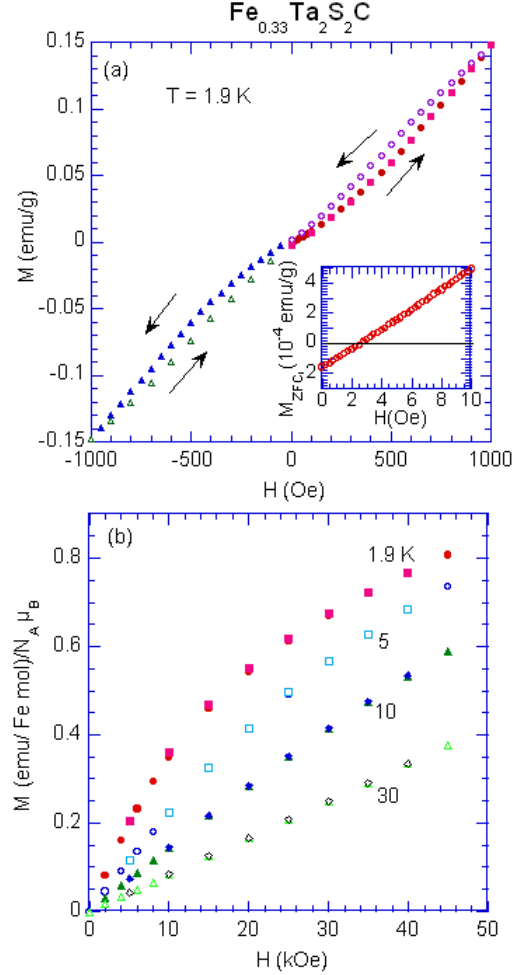 Fe0.33Ta2S2C
(a)
T = 1.9 K
M (emu/g)
0.15
0.10
0.05
0
-0.05
-0.10
-0.15
-1000 -500 0 500 1000
H (Oe)
M ZFC, (10-4 emu/g)
4
2
0
2
0 2 4 6 8 10
H(Oe)
(b)
1.9 K
5
10
30
M (emu/ Fe mol)/NA μB
0.8
0.6
0.4
0.2
0
0 10 20 30 40 50
H (kOe)